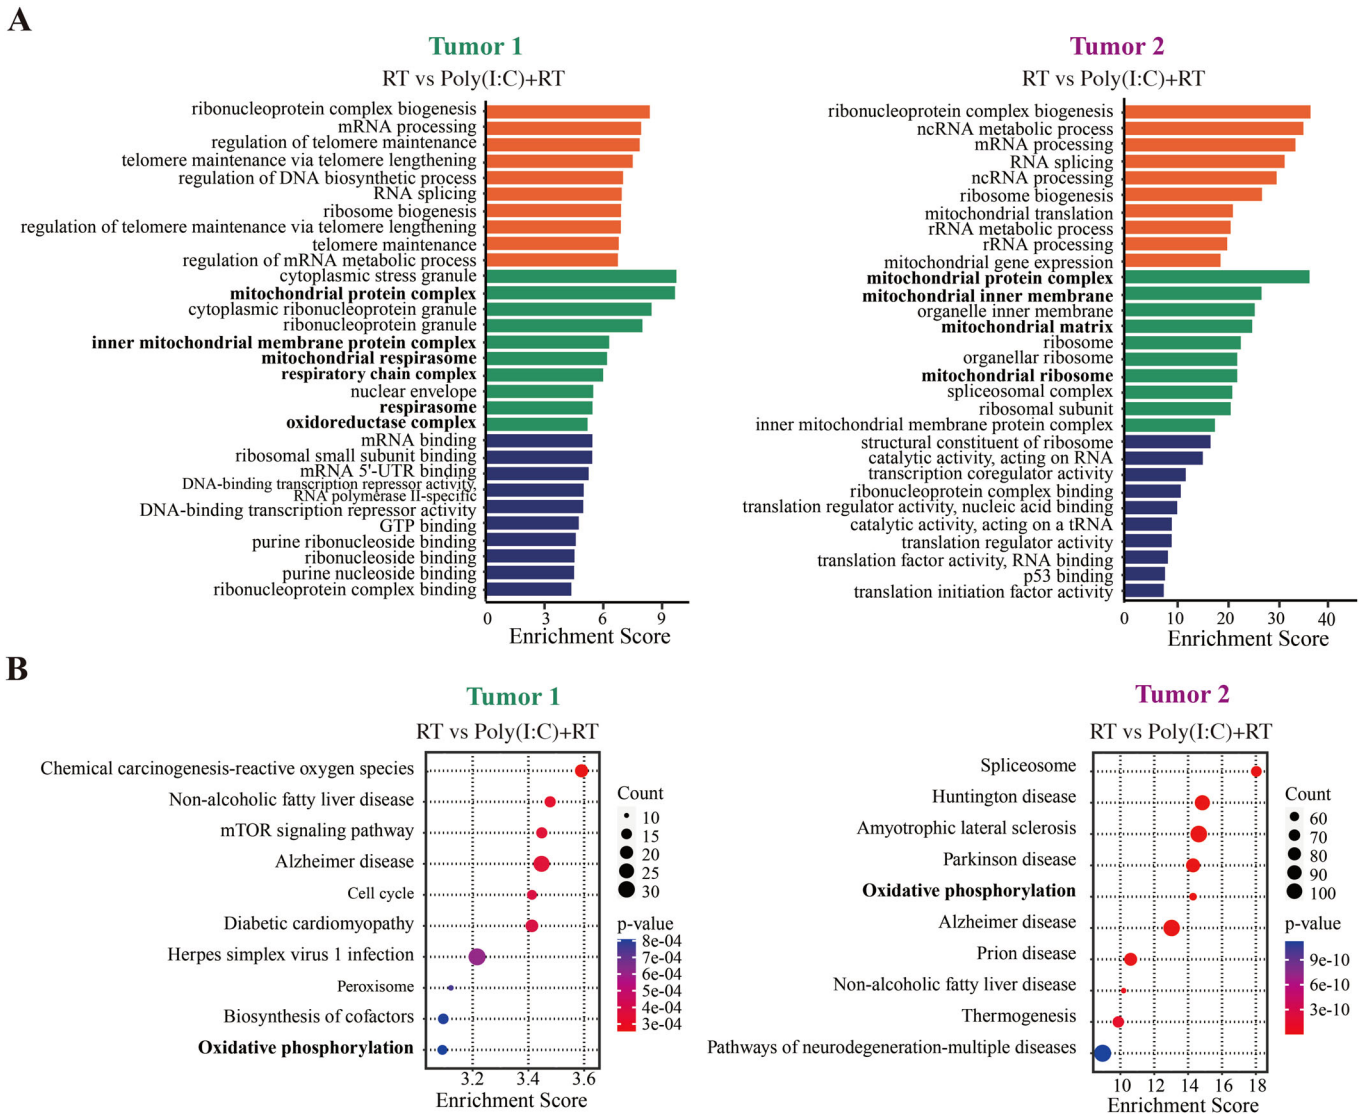 A
Tumor 1
RT vs Poly(I:C)+RT
ribonucleoprotein complex biogenesis
mRNA processing
regulation of telomere maintenance
telomere maintenance via telomere lengthening
regulation of DNA biosynthetic process
RNA splicing
ribosome biogenesis
regulation of telomere maintenance via telomere lengthening
telomere maintenance
regulation of mRNA metabolic process
cytoplasmic stress granule
mitochondrial protein complex
cytoplasmic ribonucleoprotein granule
ribonucleoprotein granule
inner mitochondrial membrane protein complex
mitochondrial respirasome
respiratory chain complex
nuclear envelope
respirasome
oxidoreductase complex
mRNA binding
ribosomal small subunit binding
mRNA 5'-UTR binding
DNA-binding transcription repressor activity,
RNA polymerase II-specific
DNA-binding transcription repressor activity
GTP binding
purine ribonucleoside binding
ribonucleoside binding
purine nucleoside binding
ribonucleoprotein complex binding
0 3 6 9
Enrichment Score
Tumor 2
RT vs Poly(I:C)+RT
ribonucleoprotein complex biogenesis
ncRNA metabolic process
mRNA processing
RNA splicing
ncRNA processing
ribosome biogenesis
mitochondrial translation
rRNA metabolic process
rRNA processing
mitochondrial gene expression
mitochondrial protein complex
mitochondrial inner membrane
organelle inner membrane
mitochondrial matrix
ribosome
organellar ribosome
mitochondrial ribosome
spliceosomal complex
ribosomal subunit
inner mitochondrial membrane protein complex
structural constituent of ribosome
catalytic activity, acting on RNA
transcription coregulator activity
ribonucleoprotein complex binding
translation regulator activity, nucleic acid binding
catalytic activity, acting on a tRNA
translation regulator activity
translation factor activity, RNA binding
p53 binding
translation initiation factor activity
0 10 20 30 40
Enrichment Score
B
Tumor 1
RT vs Poly(I:C)+RT
Chemical carcinogenesis-reactive oxygen species
Non-alcoholic fatty liver disease
mTOR signaling pathway
Alzheimer disease
Cell cycle
Diabetic cardiomyopathy
Herpes simplex virus 1 infection
Peroxisome
Biosynthesis of cofactors
Oxidative phosphorylation
3.2 3.4 3.6
Enrichment Score
Count
10
15
20
25
30
p-value
8e-04
7e-04
6e-04
5e-04
4e-04
3e-04
Tumor 2
RT vs Poly(I:C)+RT
Spliceosome
Huntington disease
Amyotrophic lateral sclerosis
Parkinson disease
Oxidative phosphorylation
Alzheimer disease
Prion disease
Non-alcoholic fatty liver disease
Thermogenesis
Pathways of neurodegeneration-multiple diseases
10 12 14 16 18
Enrichment Score
Count
60
70
80
90
100
p-value
9e-10
6e-10
3e-10